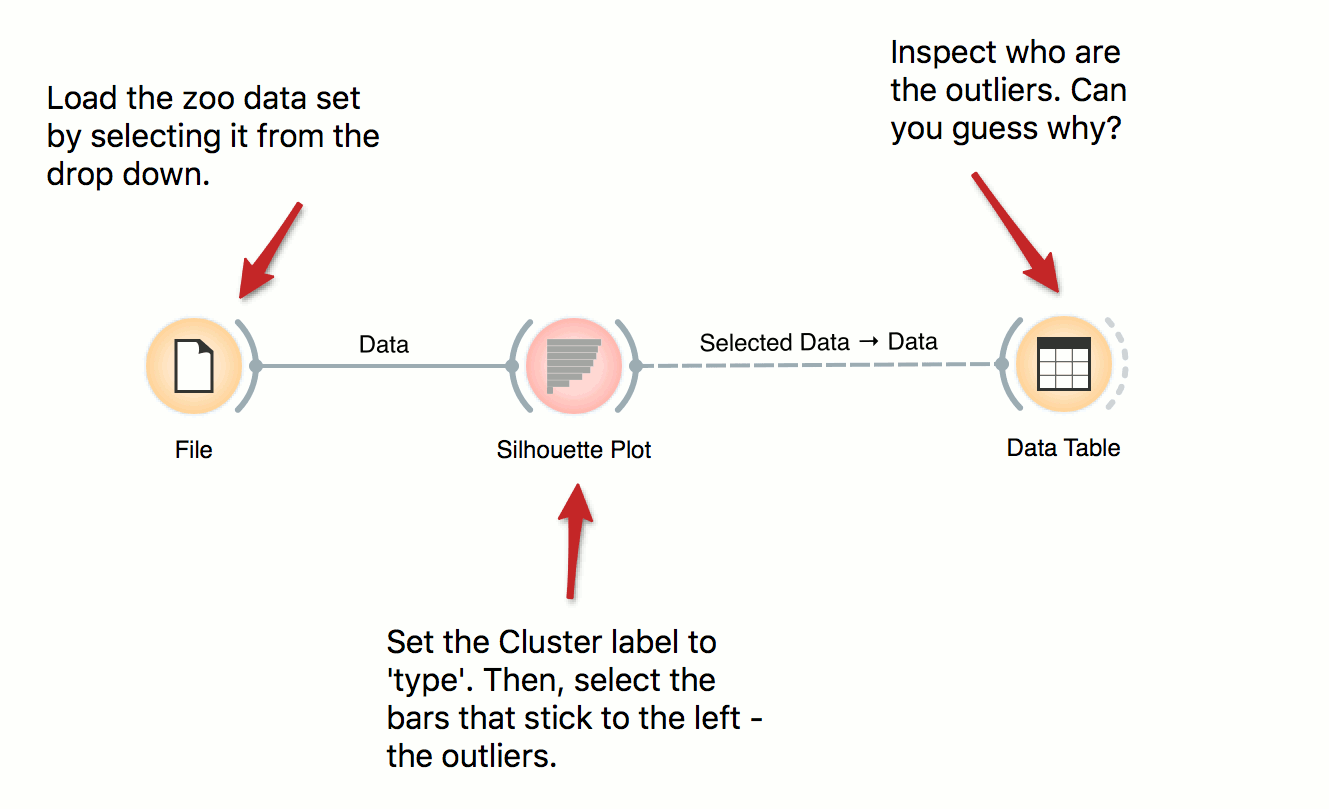 Load the zoo data set
by selecting it from the
drop down.
Inspect who are
the outliers. Can
you guess why?
Data
Selected Data → Data
File
Silhouette Plot
Data Table
Set the Cluster label to
'type'. Then, select the
bars that stick to the left -
the outliers.